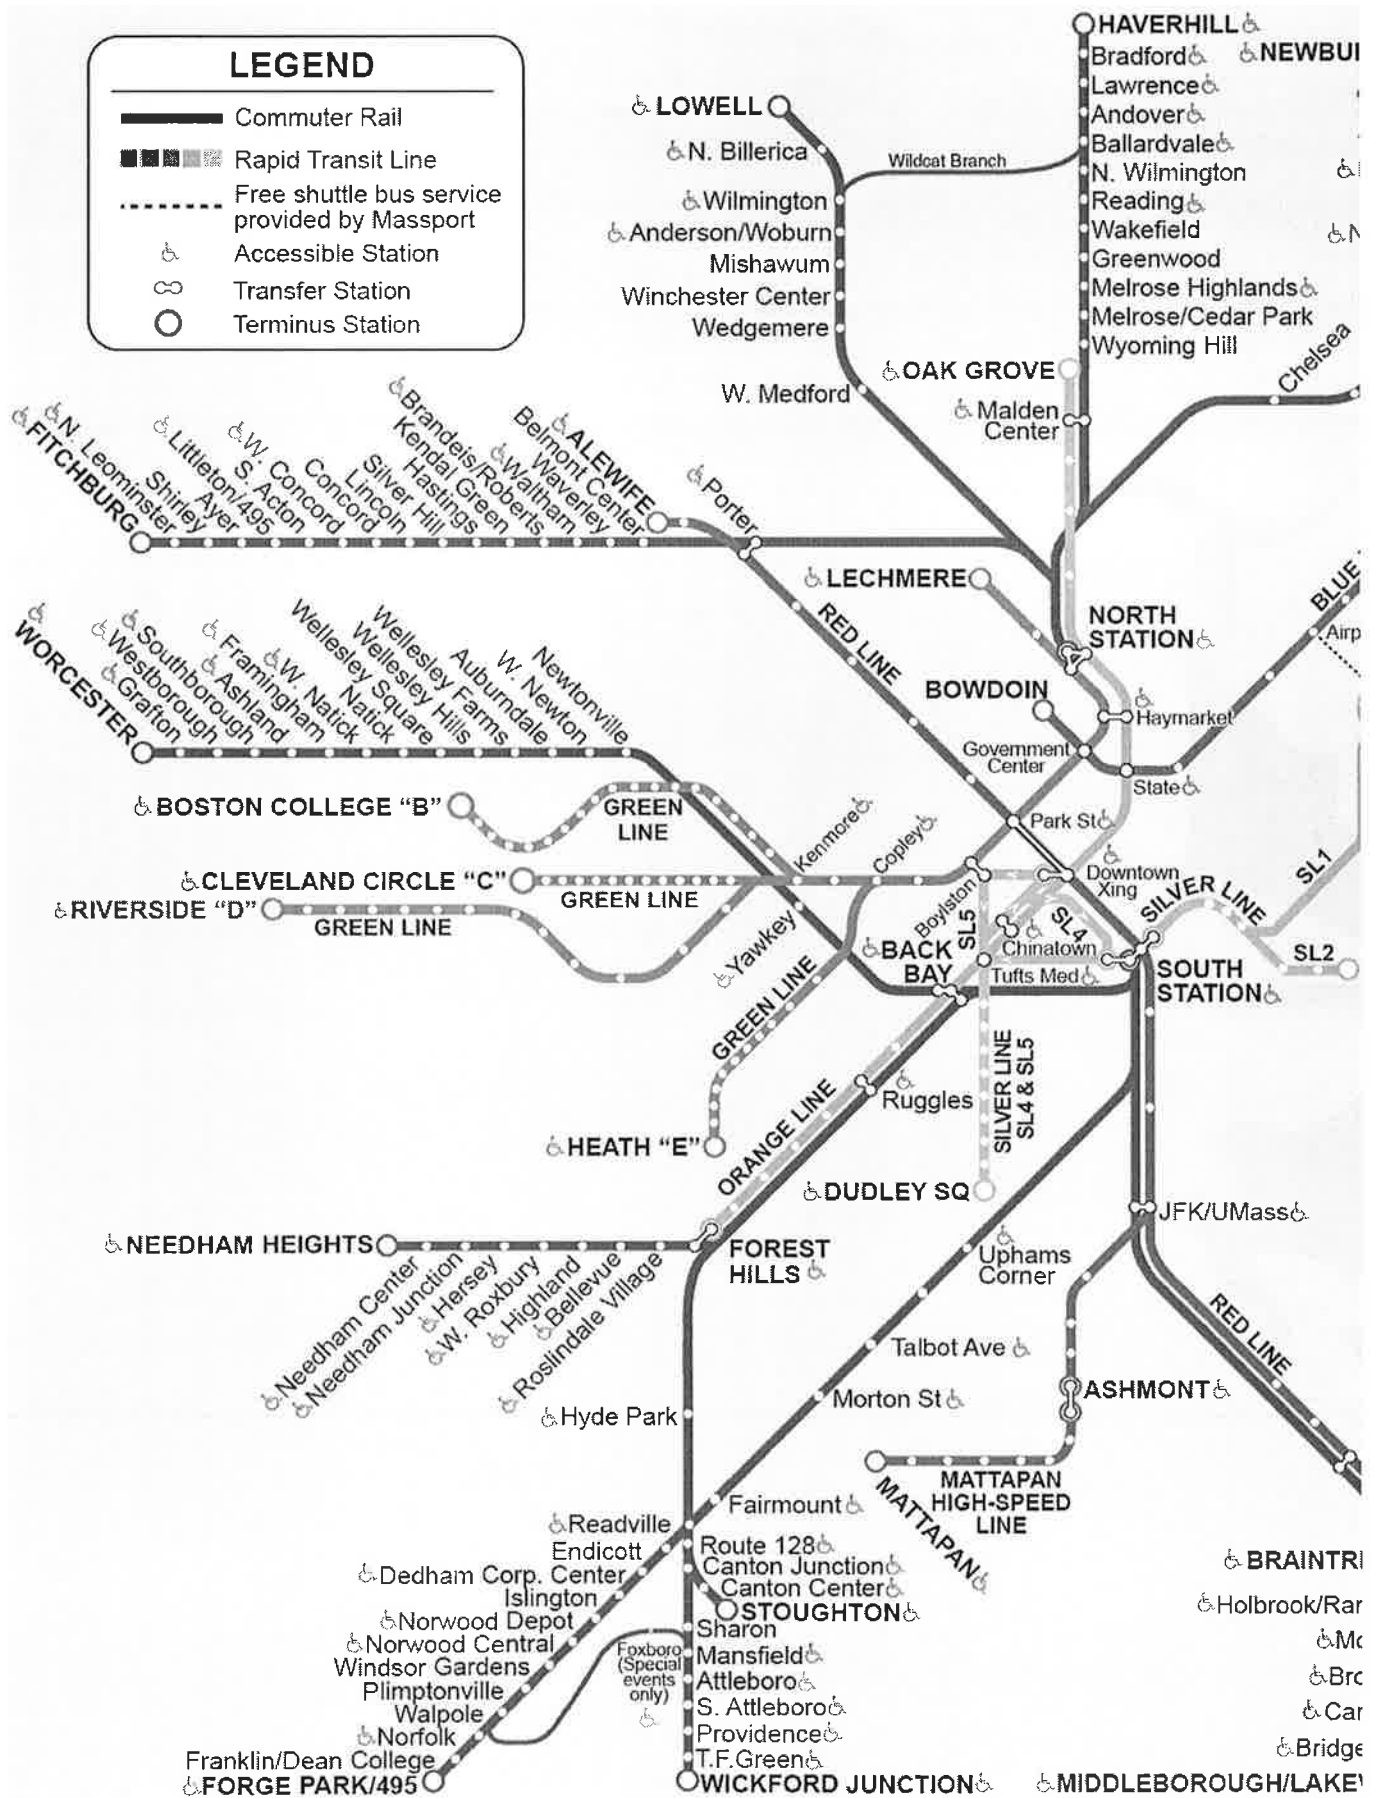 LEGEND
Commuter Rail
Rapid Transit Line
Free shuttle bus service
provided by Massport
Accessible Station
Transfer Station
Terminus Station
HAVERHILL
Bradford
NEWBUI
Lawrence
Andover
Ballardvale
N. Wilmington
Reading
Wakefield
Greenwood
Melrose Highlands
Melrose/Cedar Park
Wyoming Hill
LOWELL
N. Billerica
Wildcat Branch
Wilmington
Anderson/Woburn
Mishawum
Winchester Center
Wedgemere
W. Medford
OAK GROVE
Malden
Center
Chelsea
FITCHBURG
N. Leominster
Shirley
Ayer
Littleton/495
S. Acton
W. Concord
Concord
Lincoln
Silver Hill
Hastings
Kendal Green
Brandeis/Roberts
Waltham
Waverley
Belmont Center
ALEWIFE
Porter
LECHMERE
RED LINE
NORTH
STATION
BLUE
Airp
BOWDOIN
Haymarket
Government
Center
State
WORCESTER
Grafton
Westborough
Southborough
Ashland
Framingham
W. Natick
Natick
Wellesley Square
Wellesley Hills
Wellesley Farms
Auburndale
W. Newton
Newtonville
BOSTON COLLEGE “B”
GREEN
LINE
Kenmore
Copley
Park St
CLEVELAND CIRCLE “C”
GREEN LINE
Downtown
Xing
RIVERSIDE “D”
GREEN LINE
Boylston
SL5
SL4
SILVER LINE
SL1
SL2
Yawkey
BACK
BAY
Chinatown
Tufts Med
SOUTH
STATION
GREEN LINE
SILVER LINE
SL4 & SL5
ORANGE LINE
Ruggles
HEATH “E”
DUDLEY SQ
JFK/UMass
NEEDHAM HEIGHTS
FOREST
HILLS
Needham Center
Needham Junction
Hersey
W. Roxbury
Highland
Bellevue
Roslindale Village
Uphams
Corner
RED LINE
Talbot Ave
ASHMONT
Morton St
Hyde Park
MATTAPAN
HIGH-SPEED
LINE
MATTAPAN
Fairmount
Readville
Endicott
Route 128
Dedham Corp. Center
Canton Junction
Islington
Canton Center
Norwood Depot
STOUGHTON
Norwood Central
Sharon
Windsor Gardens
Foxboro
(Special
events
only)
Mansfield
Plimptonville
Attleboro
Walpole
S. Attleboro
Norfolk
Providence
Franklin/Dean College
T.F.Green
FORGE PARK/495
WICKFORD JUNCTION
BRAINTRI
Holbrook/Rar
Mc
Brc
Car
Bridge
MIDDLEBOROUGH/LAKEV